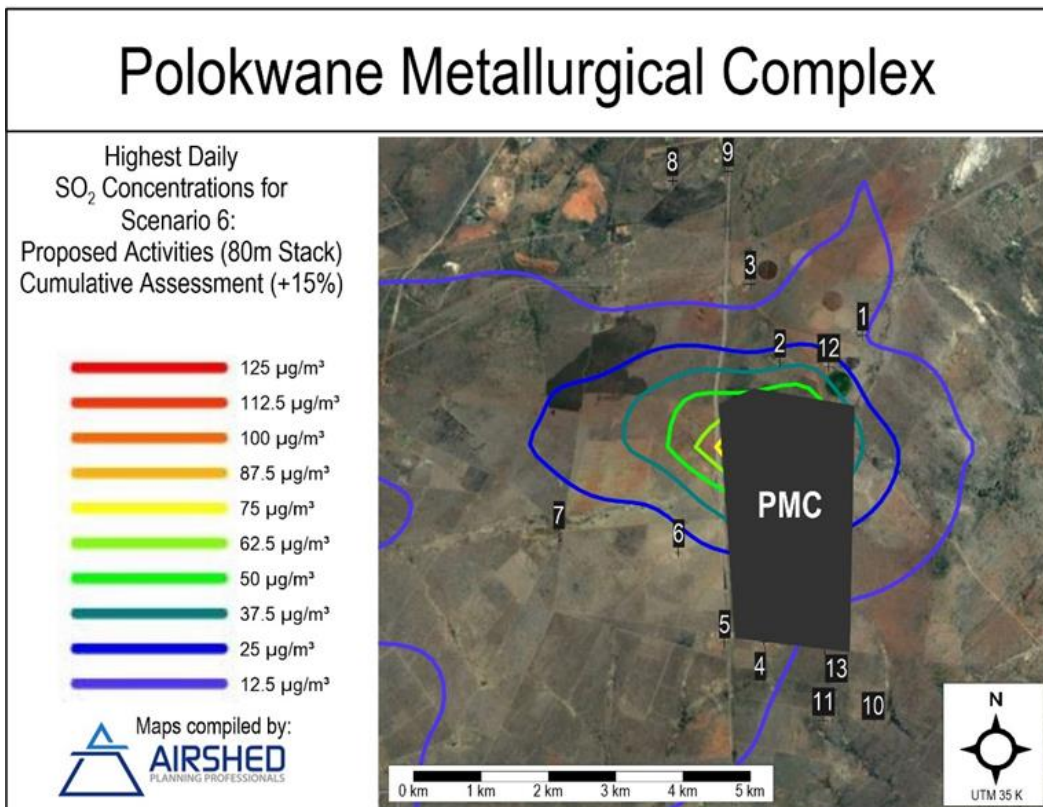 Polokwane Metallurgical Complex
Highest Daily
SO₂ Concentrations for
Scenario 6:
Proposed Activities (80m Stack)
Cumulative Assessment (+15%)
125 µg/m³
112.5 µg/m³
100 µg/m³
87.5 µg/m³
75 µg/m³
62.5 µg/m³
50 µg/m³
37.5 µg/m³
25 µg/m³
12.5 µg/m³
Maps compiled by:
AIRSHED
PLANNING PROFESSIONALS
8
9
3
1
2
12
PMC
7
6
5
4
13
11
10
0 km
1 km
2 km
3 km
4 km
5 km
N
UTM 35 K